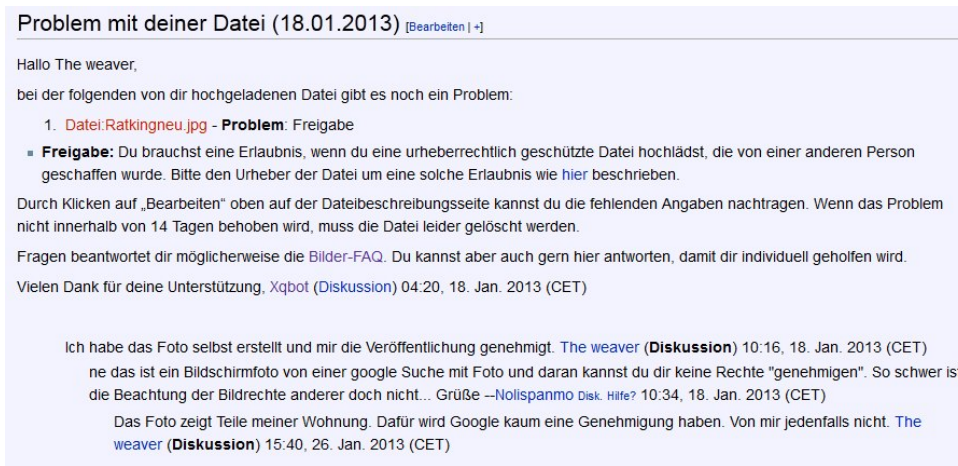 Problem mit deiner Datei (18.01.2013) [Bearbeiten | +]
Hallo The weaver,
bei der folgenden von dir hochgeladenen Datei gibt es noch ein Problem:
1. Datei:Ratkingneu.jpg - Problem: Freigabe
Freigabe: Du brauchst eine Erlaubnis, wenn du eine urheberrechtlich geschützte Datei hochlädst, die von einer anderen Person
geschaffen wurde. Bitte den Urheber der Datei um eine solche Erlaubnis wie hier beschrieben.
Durch Klicken auf „Bearbeiten“ oben auf der Dateibeschreibungsseite kannst du die fehlenden Angaben nachtragen. Wenn das Problem
nicht innerhalb von 14 Tagen behoben wird, muss die Datei leider gelöscht werden.
Fragen beantwortet dir möglicherweise die Bilder-FAQ. Du kannst aber auch gern hier antworten, damit dir individuell geholfen wird.
Vielen Dank für deine Unterstützung, Xqbot (Diskussion) 04:20, 18. Jan. 2013 (CET)
Ich habe das Foto selbst erstellt und mir die Veröffentlichung genehmigt. The weaver (Diskussion) 10:16, 18. Jan. 2013 (CET)
ne das ist ein Bildschirmfoto von einer google Suche mit Foto und daran kannst du dir keine Rechte "genehmigen". So schwer ist
die Beachtung der Bildrechte anderer doch nicht... Grüße --Nolispanmo Disk. Hilfe? 10:34, 18. Jan. 2013 (CET)
Das Foto zeigt Teile meiner Wohnung. Dafür wird Google kaum eine Genehmigung haben. Von mir jedenfalls nicht. The
weaver (Diskussion) 15:40, 26. Jan. 2013 (CET)